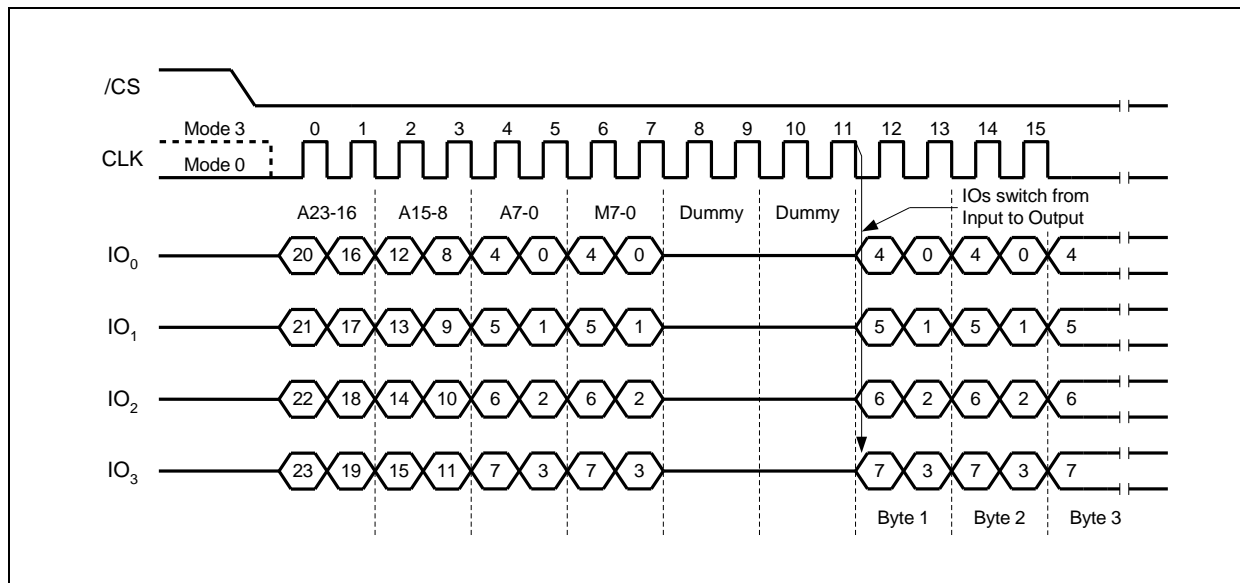 /CS
Mode 3
0 1 2 3 4 5 6 7 8 9 10 11 12 13 14 15
CLK
Mode 0
IOs switch from
Input to Output
A23-16 A15-8 A7-0 M7-0 Dummy Dummy
IO0 20 16 12 8 4 0 4 0 4 0 4 0 4
IO1 21 17 13 9 5 1 5 1 5 1 5 1 5
IO2 22 18 14 10 6 2 6 2 6 2 6 2 6
IO3 23 19 15 11 7 3 7 3 7 3 7 3 7
Byte 1 Byte 2 Byte 3